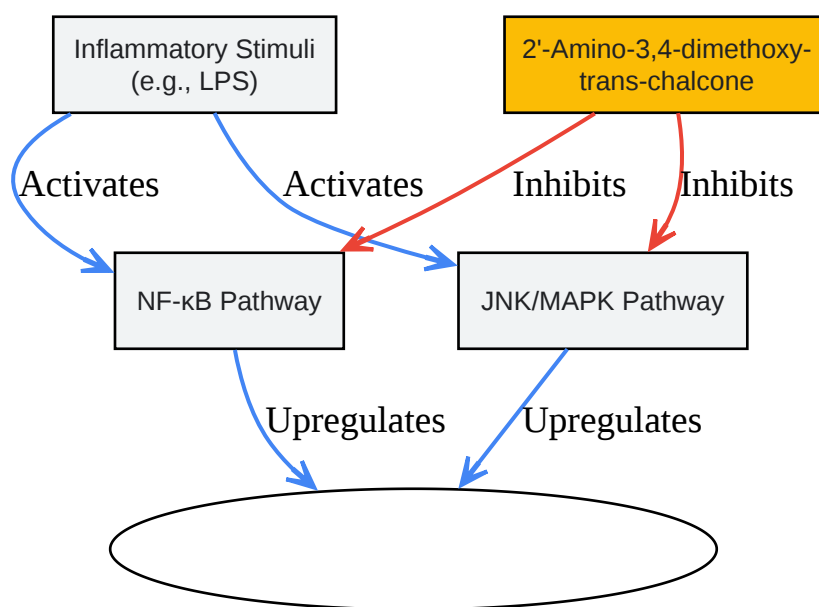 Inflammatory Stimuli
(e.g., LPS)
2'-Amino-3,4-dimethoxy-
trans-chalcone
Activates
Activates
Inhibits
Inhibits
NF-κB Pathway
JNK/MAPK Pathway
Upregulates
Upregulates